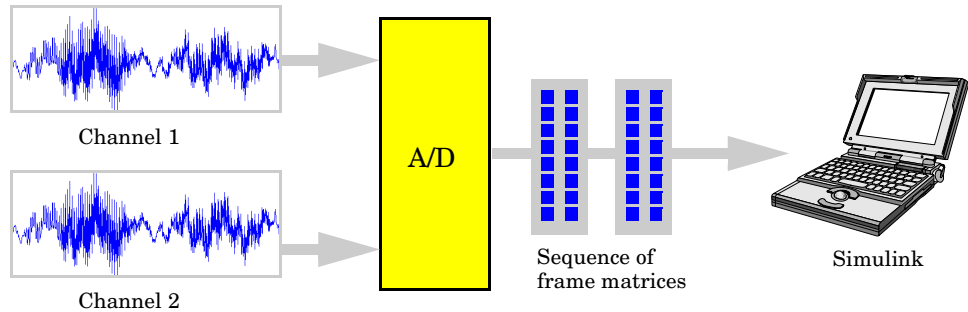 Channel 1
A/D
Channel 2
Sequence of
frame matrices
Simulink